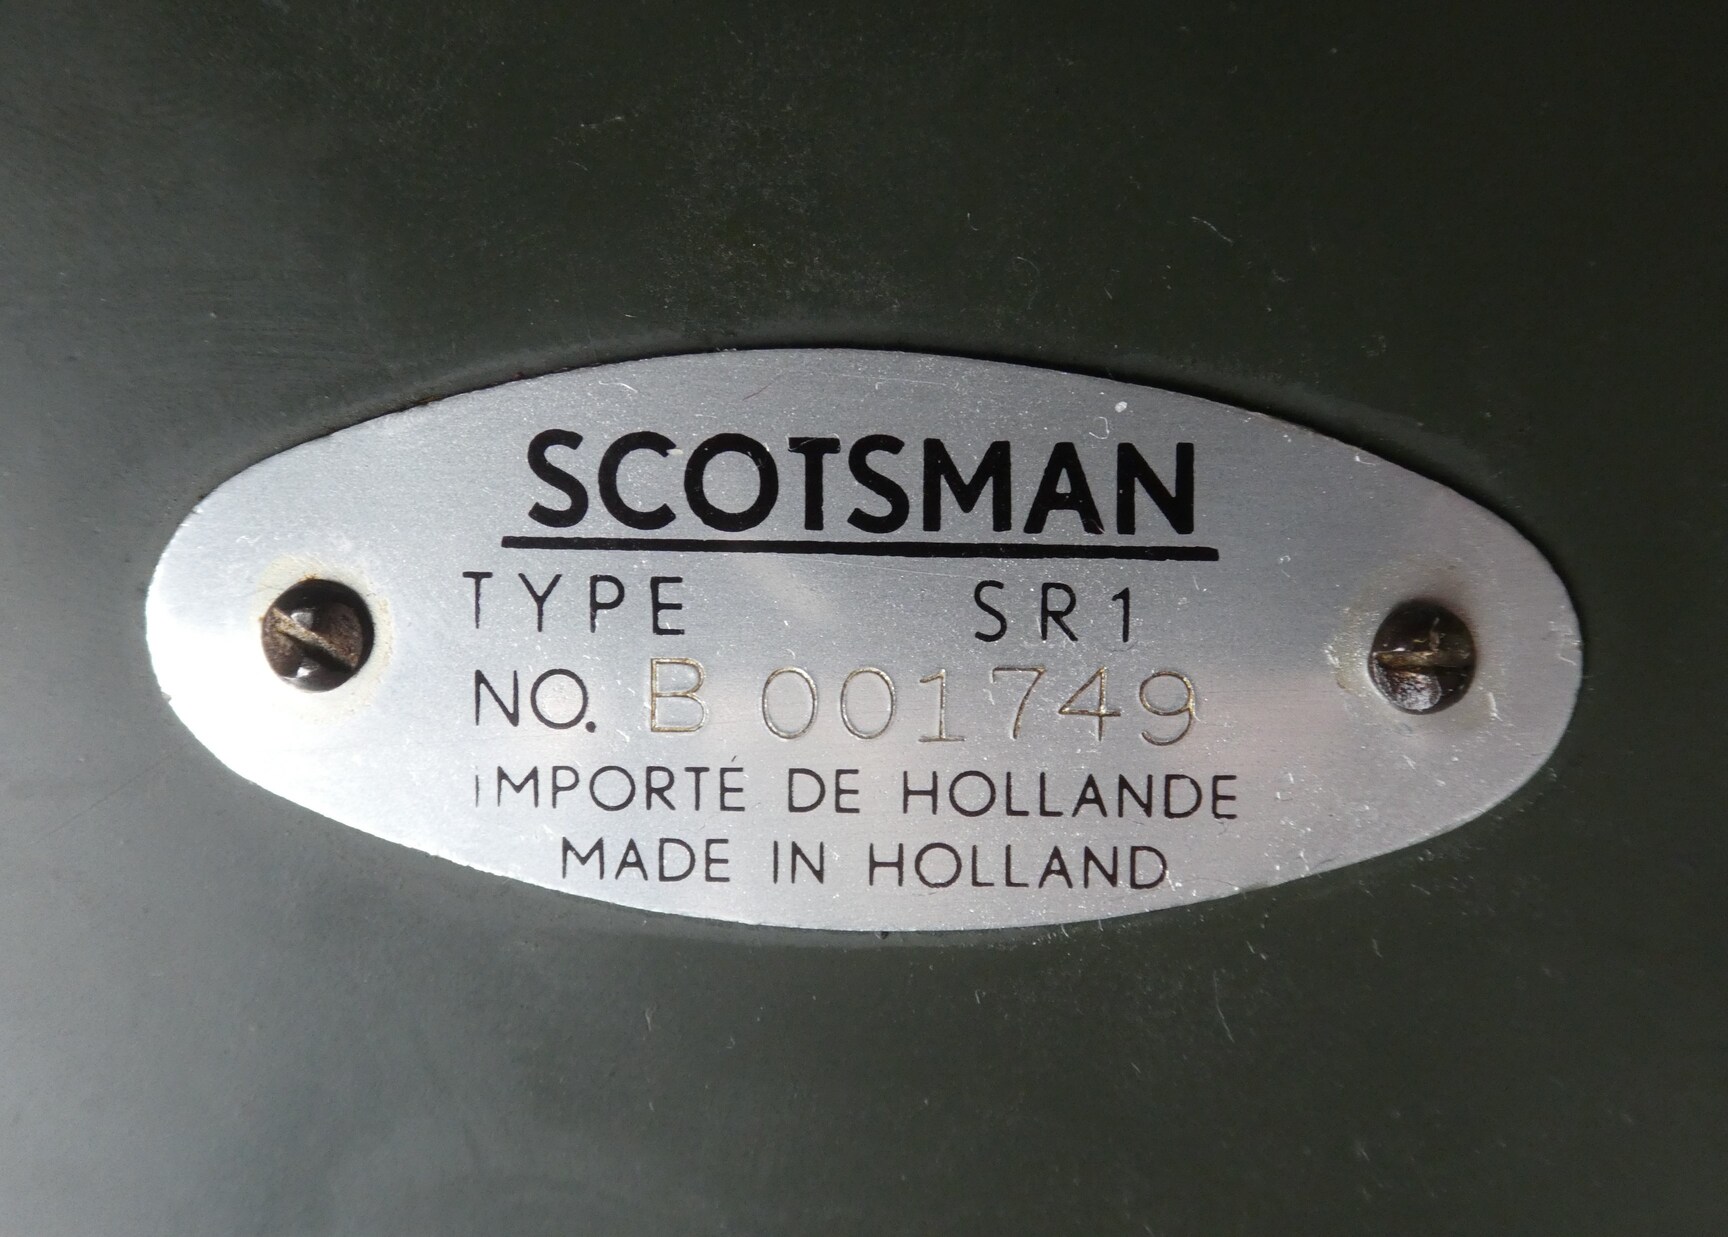 SCOTSMAN
TYPE SR1
NO. B 001749
IMPORTÉ DE HOLLANDE
MADE IN HOLLAND